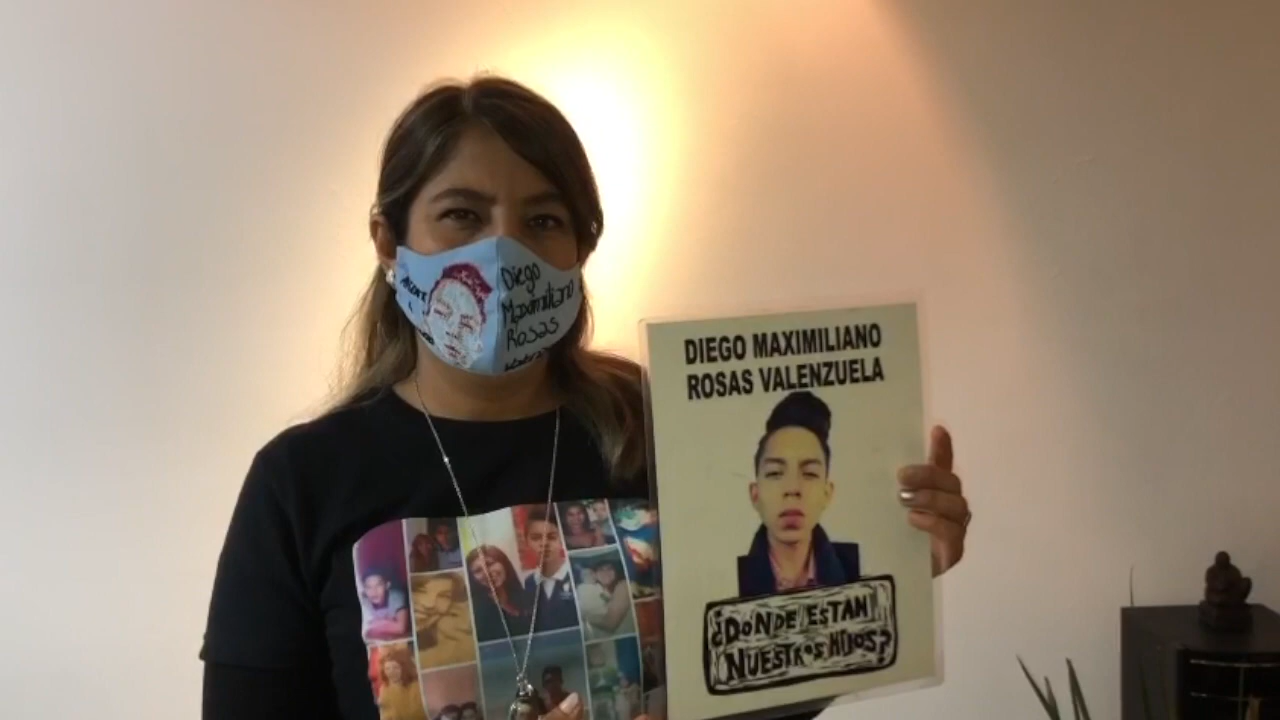 Diego
Maximiliano
Rosas
DIEGO MAXIMILIANO
ROSAS VALENZUELA
¿DONDE ESTAN
NUESTROS HIJOS?